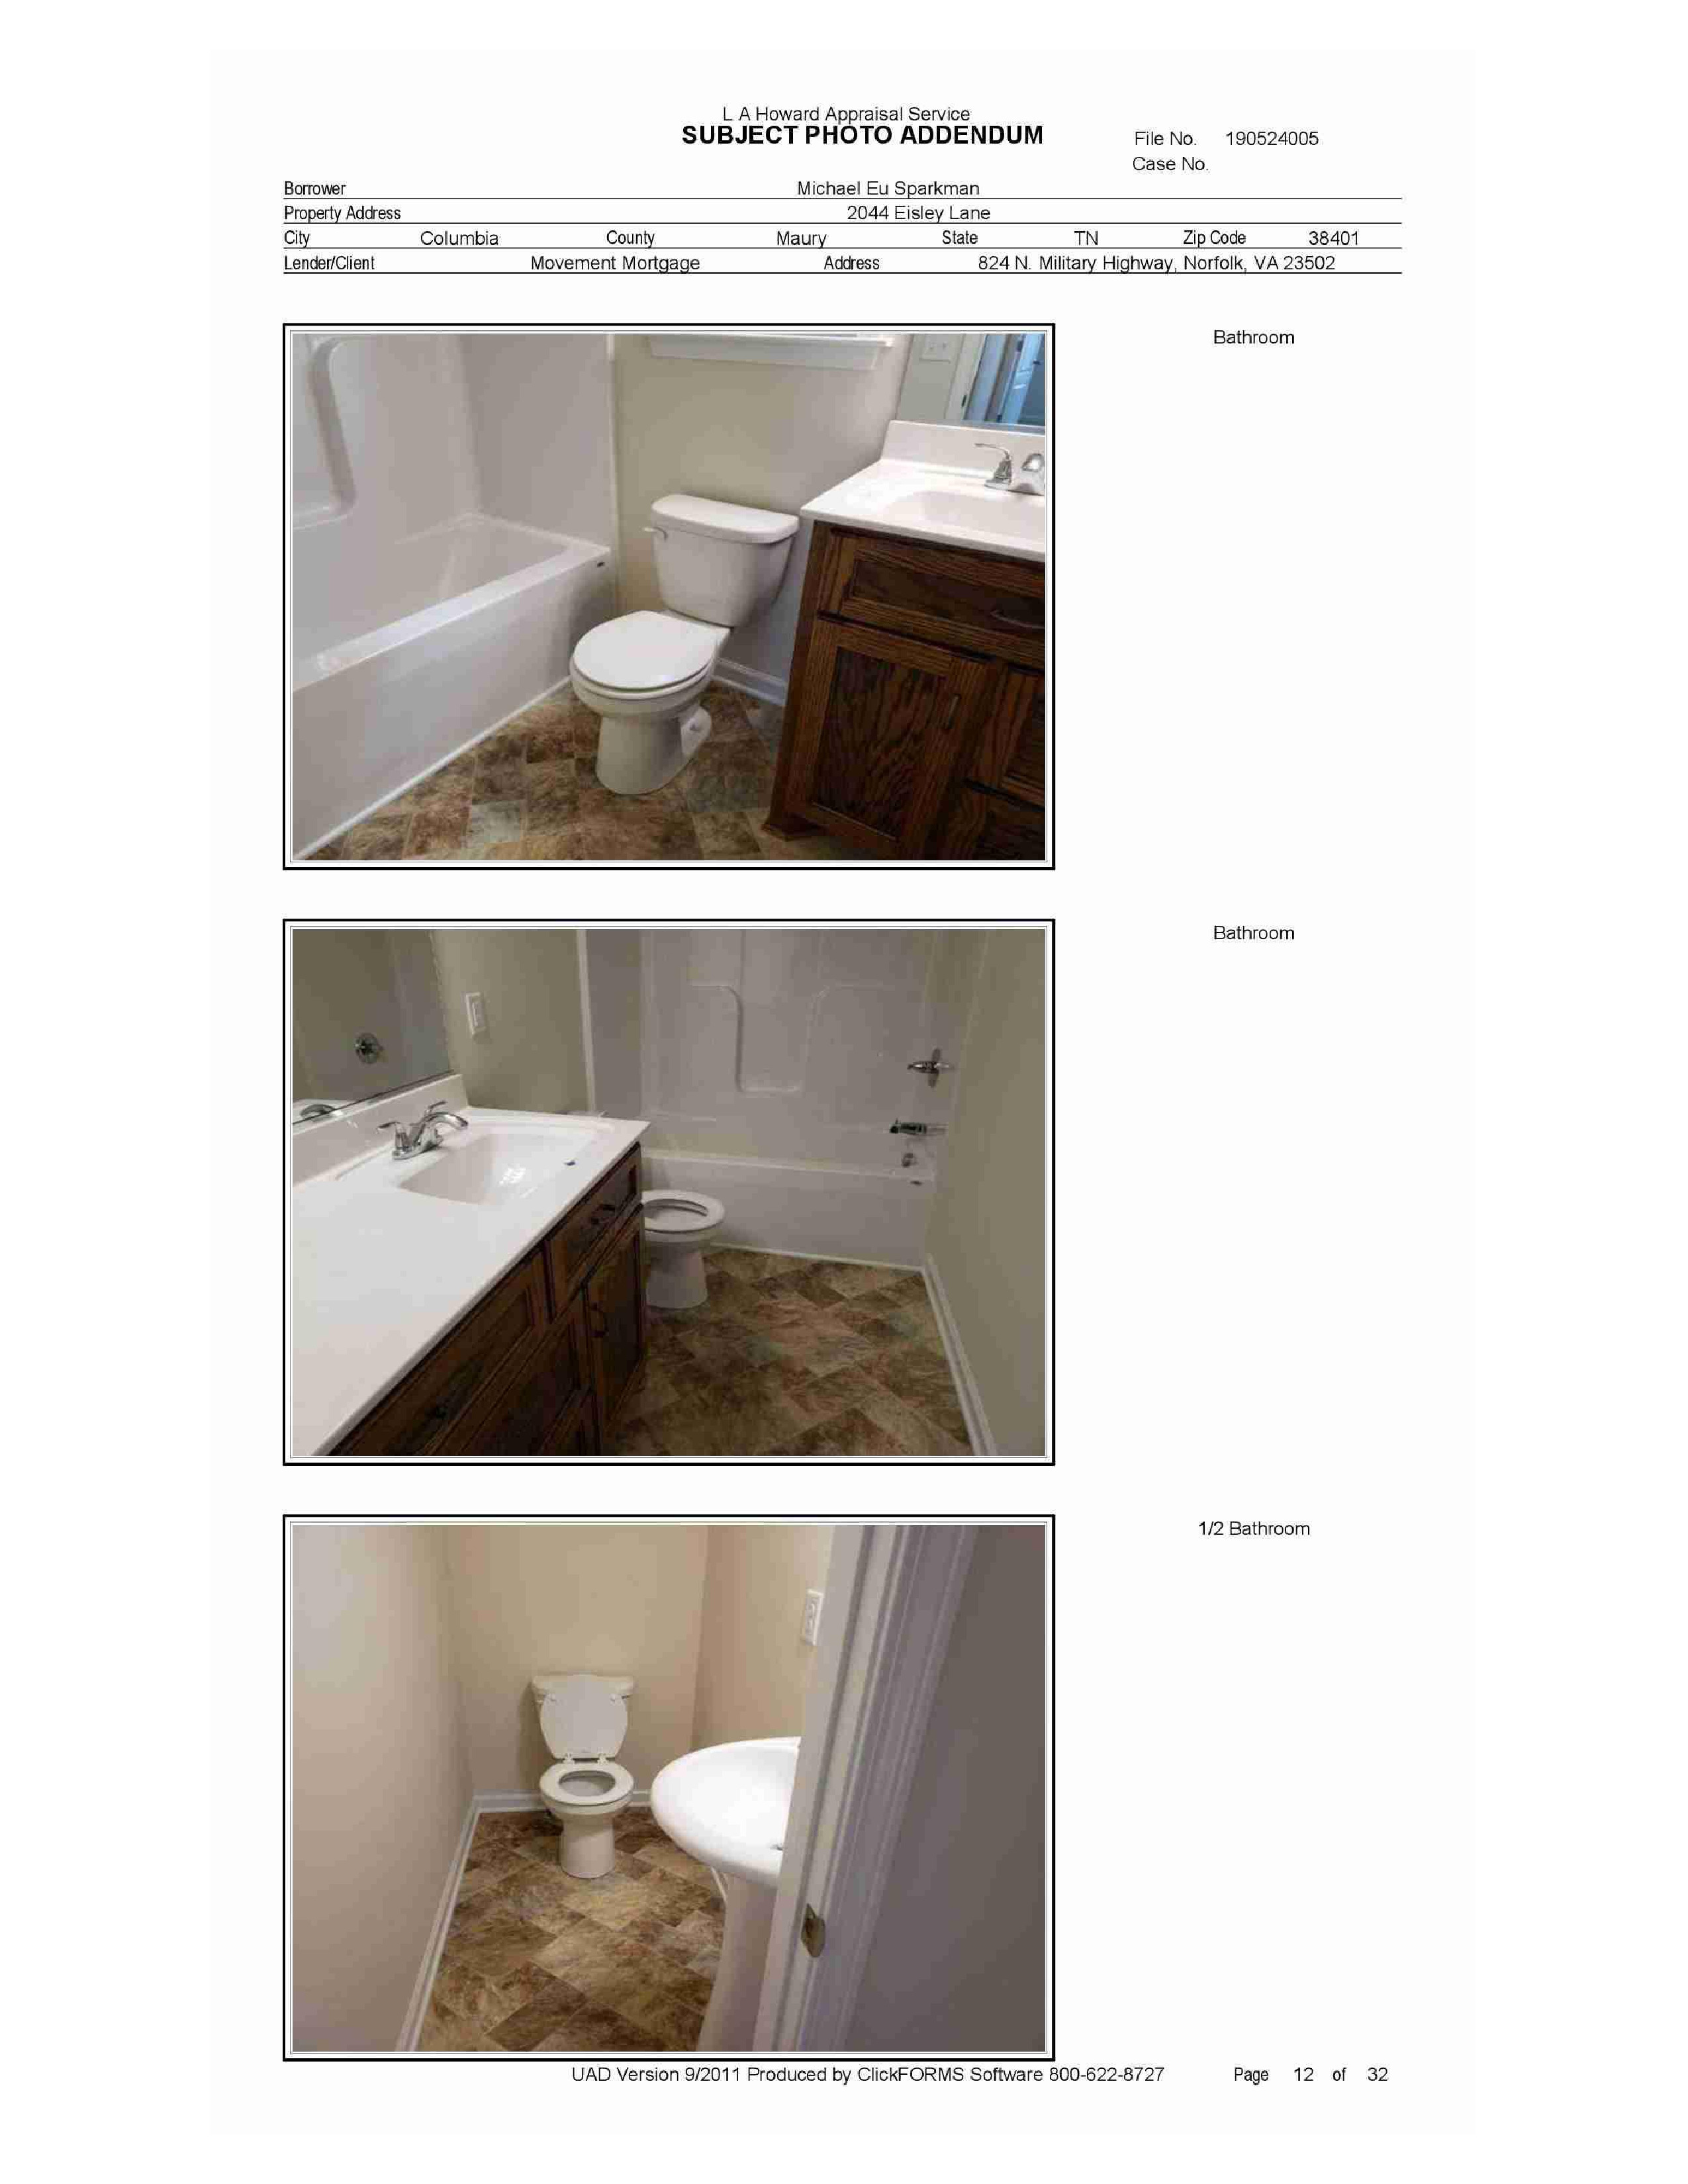 L A Howard Appraisal Service
SUBJECT PHOTO ADDENDUM
File No. 190524005
Case No.
Borrower Michael Eu Sparkman
Property Address 2044 Eisley Lane
City Columbia County Maury State TN Zip Code 38401
Lender/Client Movement Mortgage Address 824 N. Military Highway, Norfolk, VA 23502
Bathroom
Bathroom
1/2 Bathroom
UAD Version 9/2011 Produced by ClickFORMS Software 800-622-8727 Page 12 of 32